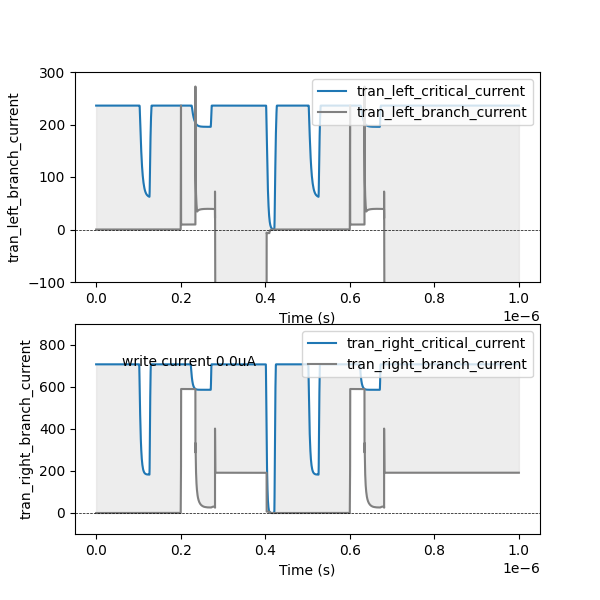 300
200
100
0
−100
tran_left_branch_current
tran_left_critical_current
tran_left_branch_current
0.0 0.2 0.4 0.6 0.8 1.0
Time (s)
1e−6
800
600
400
200
0
tran_right_branch_current
write current 0.0uA
tran_right_critical_current
tran_right_branch_current
0.0 0.2 0.4 0.6 0.8 1.0
Time (s)
1e−6